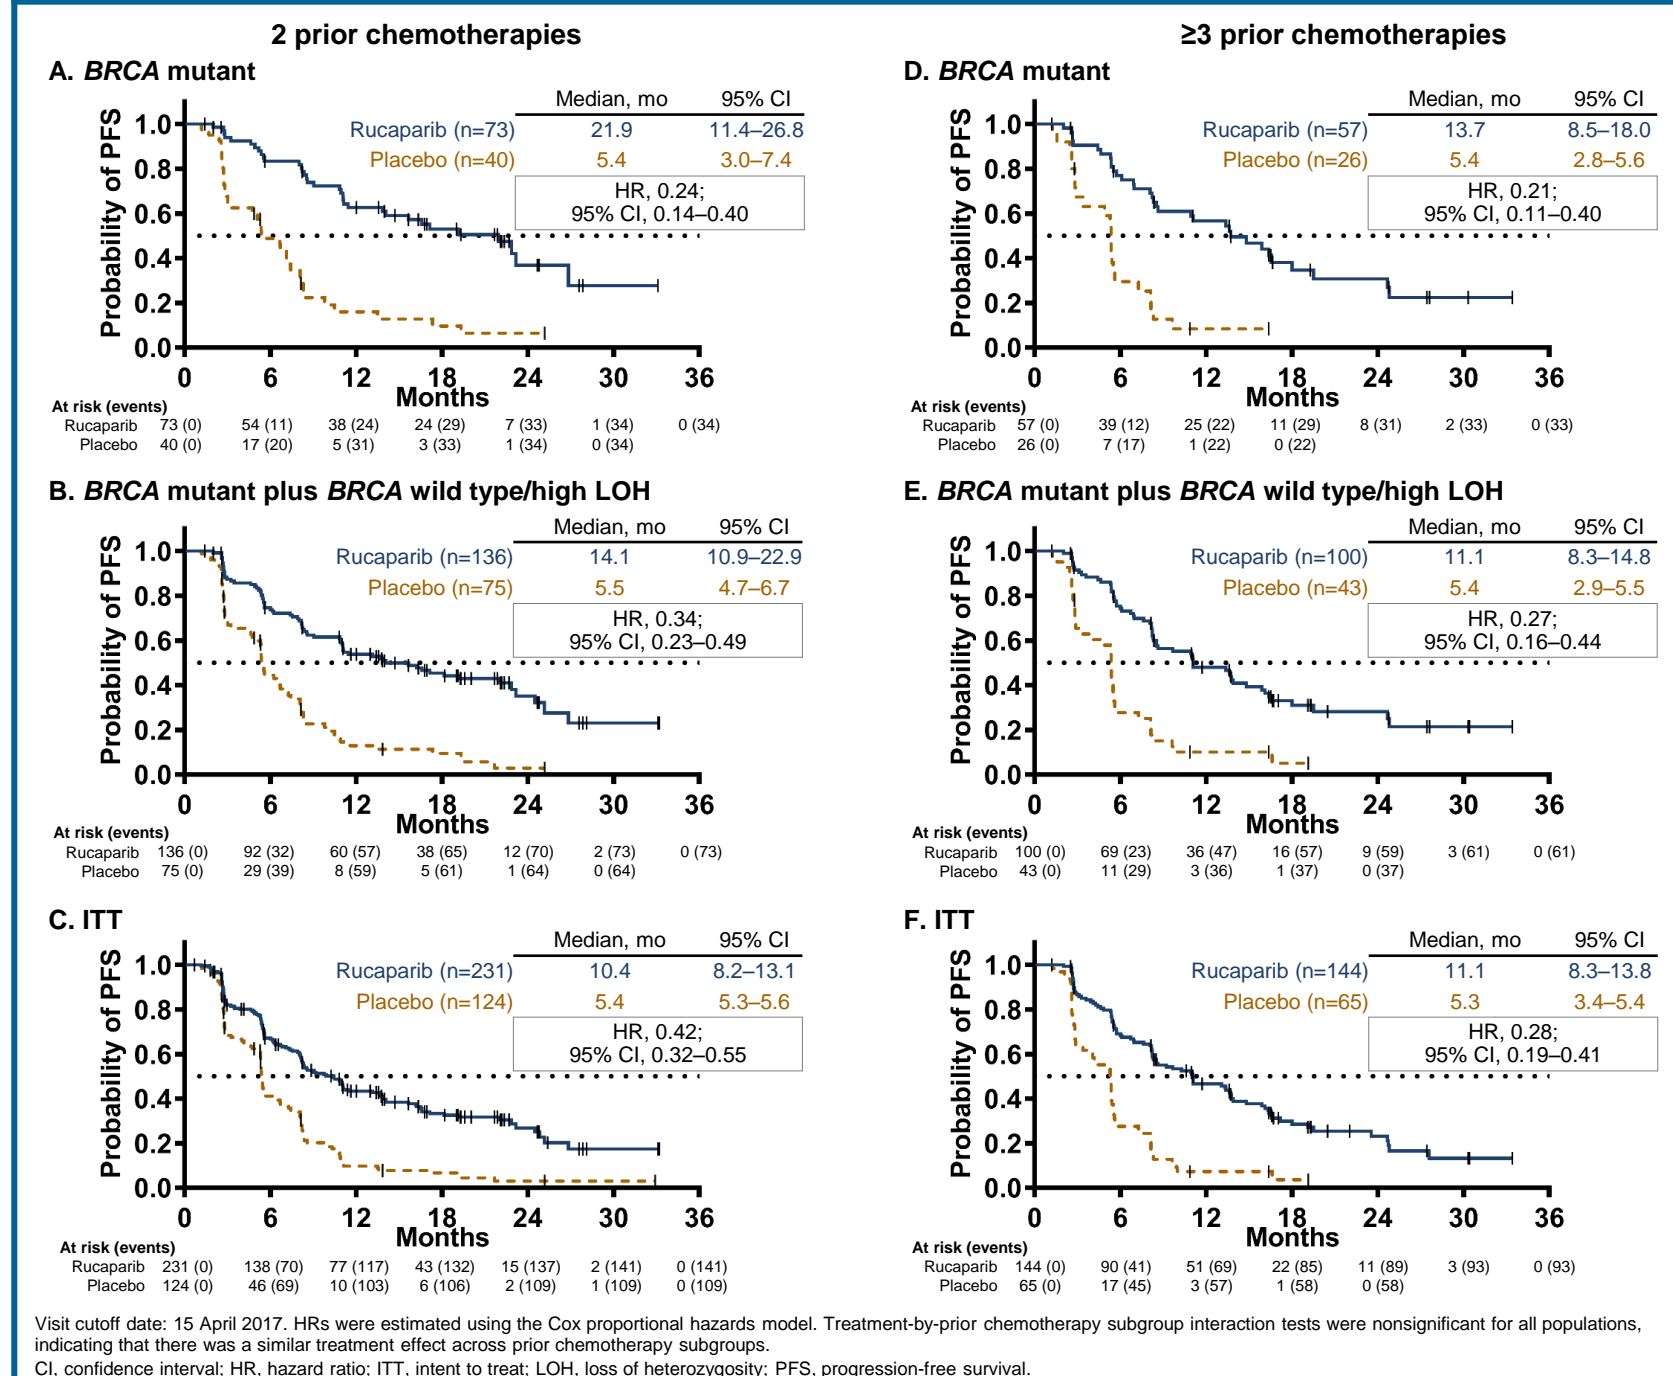 2 prior chemotherapies
A. BRCA mutant
Median, mo 95% CI
Rucaparib (n=73) 21.9 11.4–26.8
Placebo (n=40) 5.4 3.0–7.4
HR, 0.24;
95% CI, 0.14–0.40
Probability of PFS
1.0
0.8
0.6
0.4
0.2
0.0
0 6 12 18 24 30 36
Months
At risk (events)
Rucaparib 73 (0) 54 (11) 38 (24) 24 (29) 7 (33) 1 (34) 0 (34)
Placebo 40 (0) 17 (20) 5 (31) 3 (33) 1 (34) 0 (34)
B. BRCA mutant plus BRCA wild type/high LOH
Median, mo 95% CI
Rucaparib (n=136) 14.1 10.9–22.9
Placebo (n=75) 5.5 4.7–6.7
HR, 0.34;
95% CI, 0.23–0.49
Probability of PFS
1.0
0.8
0.6
0.4
0.2
0.0
0 6 12 18 24 30 36
Months
At risk (events)
Rucaparib 136 (0) 92 (32) 60 (57) 38 (65) 12 (70) 2 (73) 0 (73)
Placebo 75 (0) 29 (39) 8 (59) 5 (61) 1 (64) 0 (64)
C. ITT
Median, mo 95% CI
Rucaparib (n=231) 10.4 8.2–13.1
Placebo (n=124) 5.4 5.3–5.6
HR, 0.42;
95% CI, 0.32–0.55
Probability of PFS
1.0
0.8
0.6
0.4
0.2
0.0
0 6 12 18 24 30 36
Months
At risk (events)
Rucaparib 231 (0) 138 (70) 77 (117) 43 (132) 15 (137) 2 (141) 0 (141)
Placebo 124 (0) 46 (69) 10 (103) 6 (106) 2 (109) 1 (109) 0 (109)
≥3 prior chemotherapies
D. BRCA mutant
Median, mo 95% CI
Rucaparib (n=57) 13.7 8.5–18.0
Placebo (n=26) 5.4 2.8–5.6
HR, 0.21;
95% CI, 0.11–0.40
Probability of PFS
1.0
0.8
0.6
0.4
0.2
0.0
0 6 12 18 24 30 36
Months
At risk (events)
Rucaparib 57 (0) 39 (12) 25 (22) 11 (29) 8 (31) 2 (33) 0 (33)
Placebo 26 (0) 7 (17) 1 (22) 0 (22)
E. BRCA mutant plus BRCA wild type/high LOH
Median, mo 95% CI
Rucaparib (n=100) 11.1 8.3–14.8
Placebo (n=43) 5.4 2.9–5.5
HR, 0.27;
95% CI, 0.16–0.44
Probability of PFS
1.0
0.8
0.6
0.4
0.2
0.0
0 6 12 18 24 30 36
Months
At risk (events)
Rucaparib 100 (0) 69 (23) 36 (47) 16 (57) 9 (59) 3 (61) 0 (61)
Placebo 43 (0) 11 (29) 3 (36) 1 (37) 0 (37)
F. ITT
Median, mo 95% CI
Rucaparib (n=144) 11.1 8.3–13.8
Placebo (n=65) 5.3 3.4–5.4
HR, 0.28;
95% CI, 0.19–0.41
Probability of PFS
1.0
0.8
0.6
0.4
0.2
0.0
0 6 12 18 24 30 36
Months
At risk (events)
Rucaparib 144 (0) 90 (41) 51 (69) 22 (85) 11 (89) 3 (93) 0 (93)
Placebo 65 (0) 17 (45) 3 (57) 1 (58) 0 (58)
Visit cutoff date: 15 April 2017. HRs were estimated using the Cox proportional hazards model. Treatment-by-prior chemotherapy subgroup interaction tests were nonsignificant for all populations,
indicating that there was a similar treatment effect across prior chemotherapy subgroups.
CI, confidence interval; HR, hazard ratio; ITT, intent to treat; LOH, loss of heterozygosity; PFS, progression-free survival.